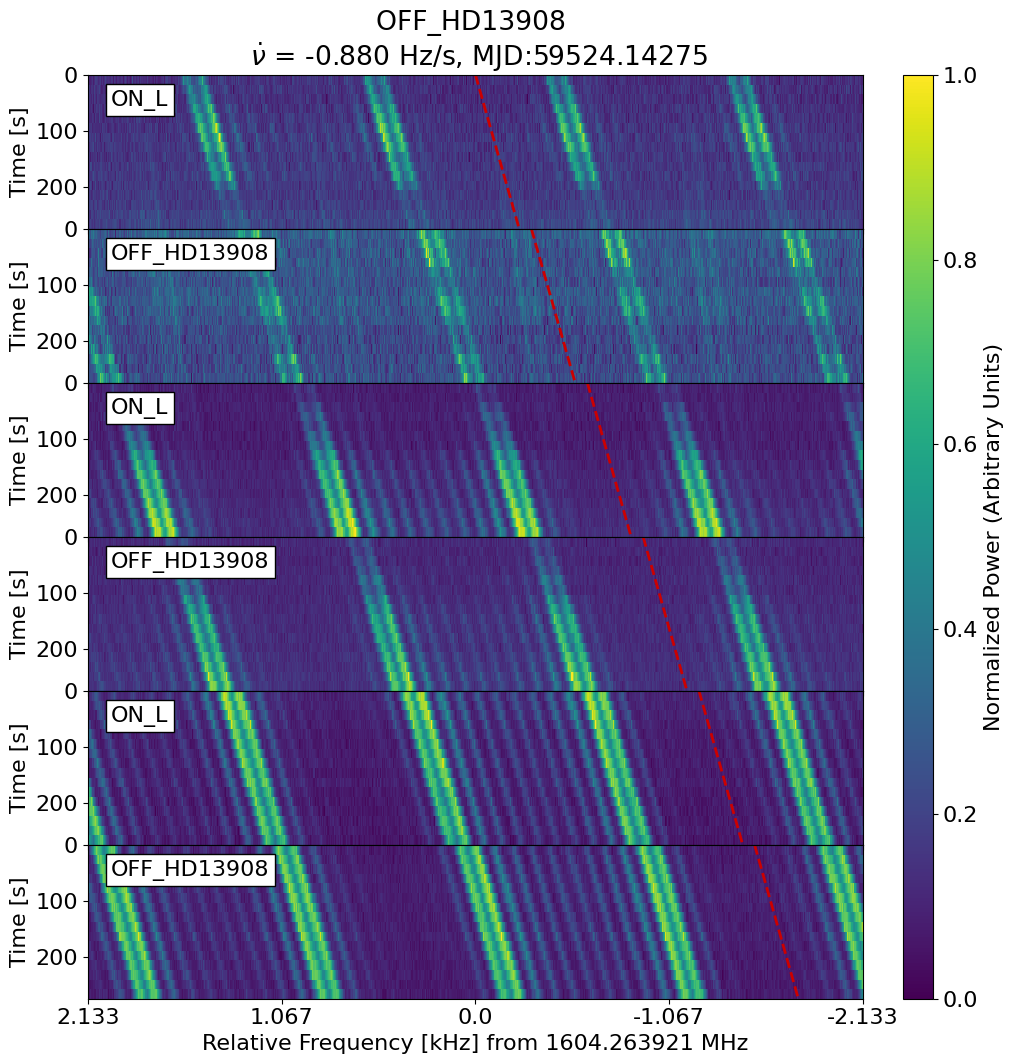 OFF_HD13908
ν̇ = -0.880 Hz/s, MJD:59524.14275
ON_L
OFF_HD13908
ON_L
OFF_HD13908
ON_L
OFF_HD13908
Time [s]
0
100
200
Time [s]
0
100
200
Time [s]
0
100
200
Time [s]
0
100
200
Time [s]
0
100
200
Time [s]
0
100
200
2.133 1.067 0.0 -1.067 -2.133
Relative Frequency [kHz] from 1604.263921 MHz
1.0
0.8
0.6
0.4
0.2
0.0
Normalized Power (Arbitrary Units)